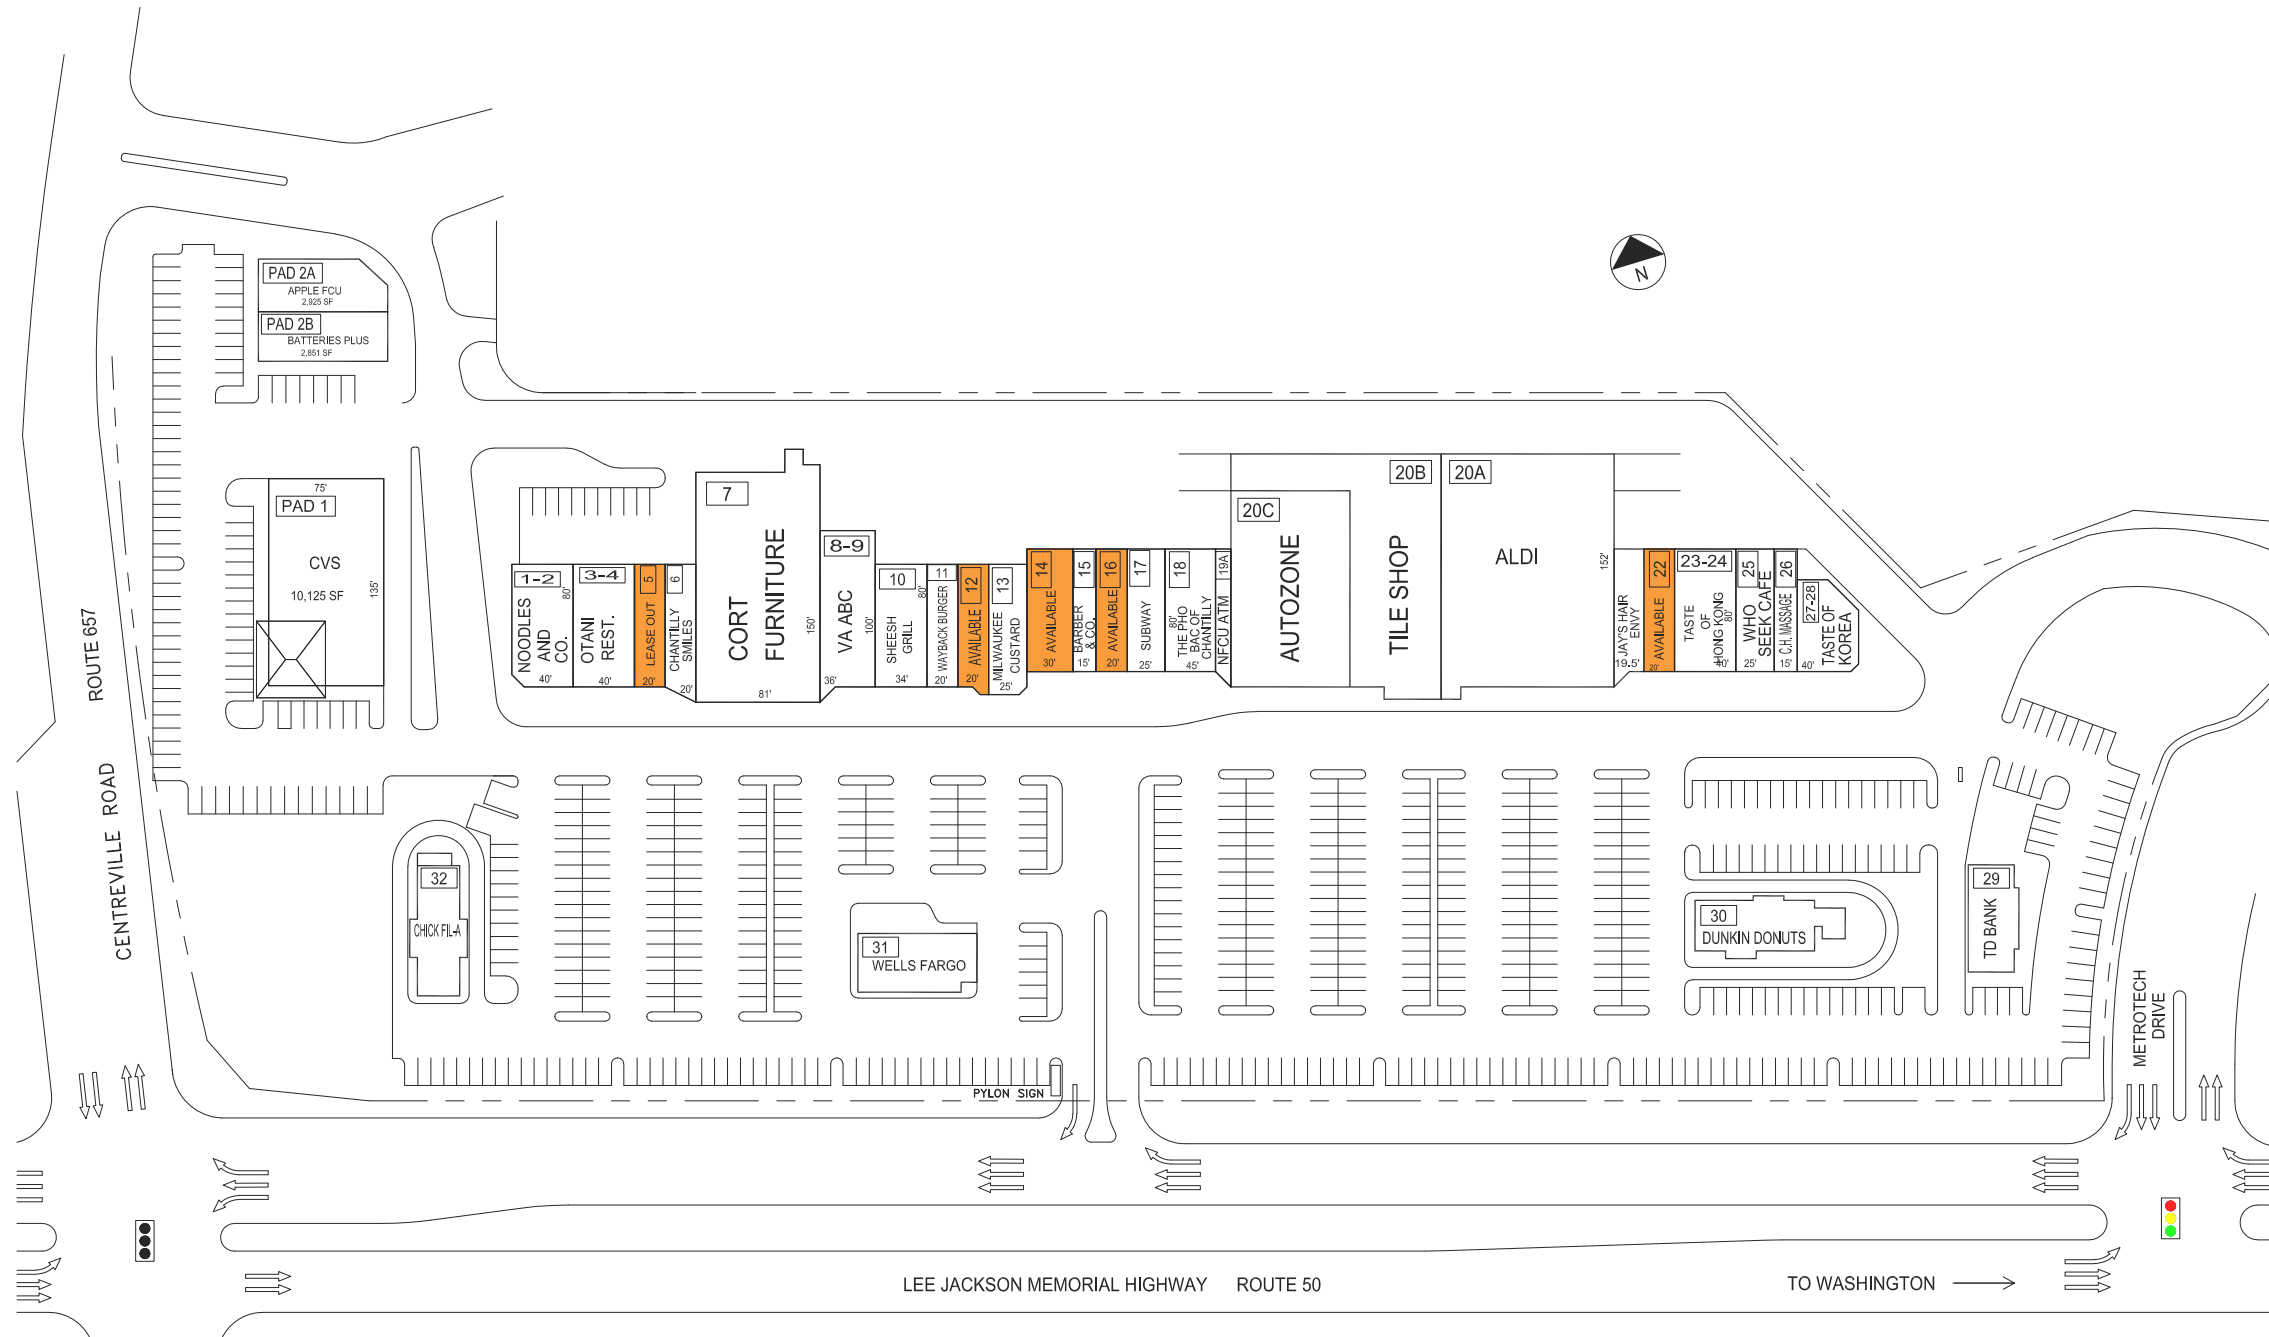 PAD 2A
APPLE FCU
2,925 SF
PAD 2B
BATTERIES PLUS
2,851 SF
N
75'
PAD 1
CVS
10,125 SF
135'
ROUTE 657
CENTREVILLE ROAD
1-2
NOODLES
AND
CO.
80'
40'
3-4
OTANI
REST.
40'
5
LEASE OUT
20'
6
CHANTILLY
SMILES
20'
7
CORT
FURNITURE
150'
81'
8-9
VA ABC
100'
36'
10
SHEESH
GRILL
80'
34'
11
WAYBACK BURGER
20'
12
AVAILABLE
20'
13
MILWAUKEE
CUSTARD
25'
14
AVAILABLE
30'
15
BARBER
& CO.
15'
16
AVAILABLE
20'
17
SUBWAY
25'
18
THE PHO
BAC OF
CHANTILLY
80'
45'
19A
NFCU ATM
20C
AUTOZONE
20B
TILE SHOP
20A
ALDI
152'
JAY'S HAIR
ENVY
19.5'
22
AVAILABLE
20'
23-24
TASTE
OF
HONG KONG
80'
40'
25
WHO
SEEK CAFE
25'
26
C.H. MASSAGE
15'
27-28
TASTE OF
KOREA
40'
32
CHICK FIL-A
31
WELLS FARGO
30
DUNKIN DONUTS
29
TD BANK
METROTECH
DRIVE
PYLON SIGN
LEE JACKSON MEMORIAL HIGHWAY ROUTE 50
TO WASHINGTON